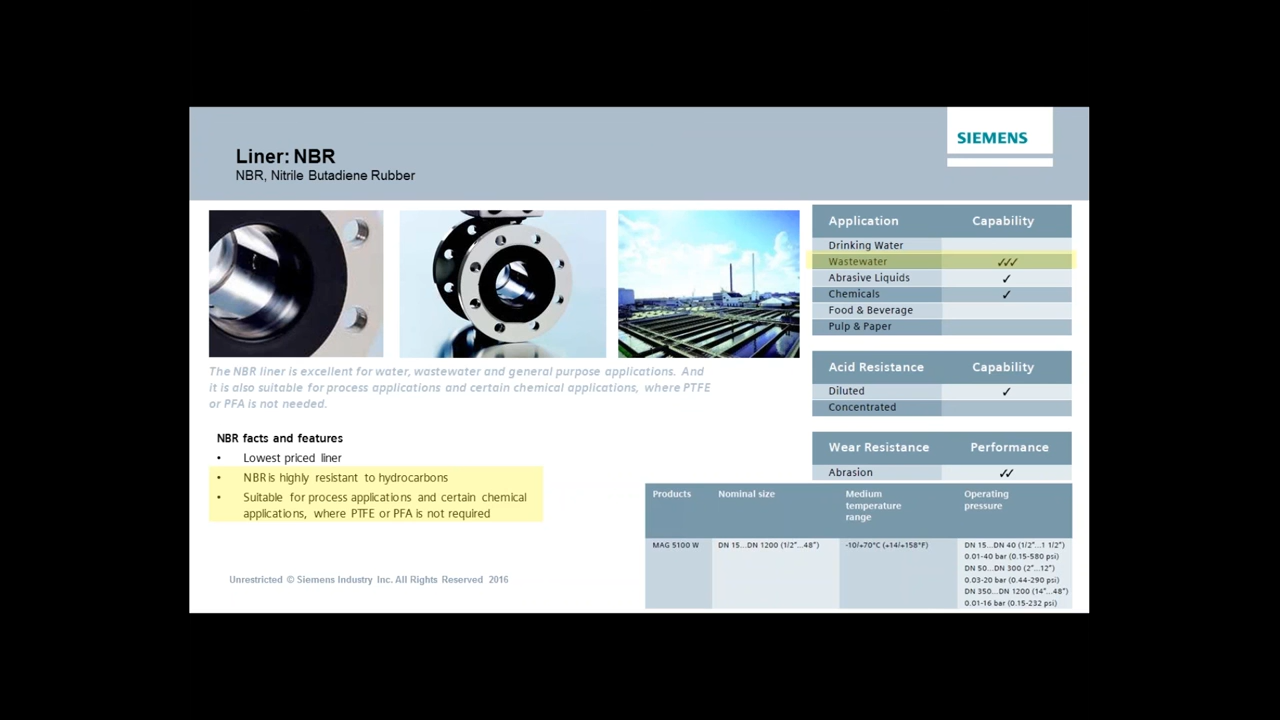 SIEMENS
Liner: NBR
NBR, Nitrile Butadiene Rubber
The NBR liner is excellent for water, wastewater and general purpose applications. And
it is also suitable for process applications and certain chemical applications, where PTFE
or PFA is not needed.
NBR facts and features
• Lowest priced liner
• NBR is highly resistant to hydrocarbons
• Suitable for process applications and certain chemical
applications, where PTFE or PFA is not required
Unrestricted © Siemens Industry Inc. All Rights Reserved 2016
Application Capability
Drinking Water
Wastewater ✓✓✓
Abrasive Liquids ✓
Chemicals ✓
Food & Beverage
Pulp & Paper
Acid Resistance Capability
Diluted ✓
Concentrated
Wear Resistance Performance
Abrasion ✓✓
Products Nominal size Medium Operating
temperature pressure
range
MAG 5100 W DN 15...DN 1200 (1/2"...48") -10/+70°C (+14/+158°F) DN 15...DN 40 (1/2"...1 1/2")
0.01-40 bar (0.15-580 psi)
DN 50...DN 300 (2"...12")
0.03-20 bar (0.44-290 psi)
DN 350...DN 1200 (14"...48")
0.01-16 bar (0.15-232 psi)